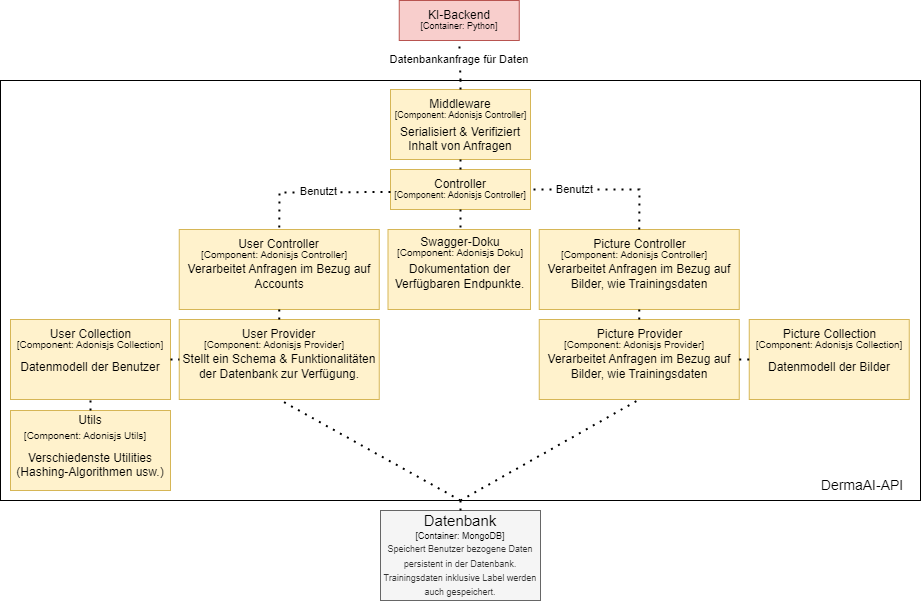 KI-Backend
[Container: Python]
Datenbankanfrage für Daten
Middleware
[Component: Adonisjs Controller]
Serialisiert & Verifiziert
Inhalt von Anfragen
Controller
[Component: Adonisjs Controller]
Benutzt
Benutzt
User Controller
[Component: Adonisjs Controller]
Verarbeitet Anfragen im Bezug auf
Accounts
Swagger-Doku
[Component: Adonisjs Doku]
Dokumentation der
Verfügbaren Endpunkte.
Picture Controller
[Component: Adonisjs Controller]
Verarbeitet Anfragen im Bezug auf
Bilder, wie Trainingsdaten
User Collection
[Component: Adonisjs Collection]
Datenmodell der Benutzer
User Provider
[Component: Adonisjs Provider]
Stellt ein Schema & Funktionalitäten
der Datenbank zur Verfügung.
Picture Provider
[Component: Adonisjs Provider]
Verarbeitet Anfragen im Bezug auf
Bilder, wie Trainingsdaten
Picture Collection
[Component: Adonisjs Collection]
Datenmodell der Bilder
Utils
[Component: Adonisjs Utils]
Verschiedenste Utilities
(Hashing-Algorithmen usw.)
DermaAI-API
Datenbank
[Container: MongoDB]
Speichert Benutzer bezogene Daten
persistent in der Datenbank.
Trainingsdaten inklusive Label werden
auch gespeichert.